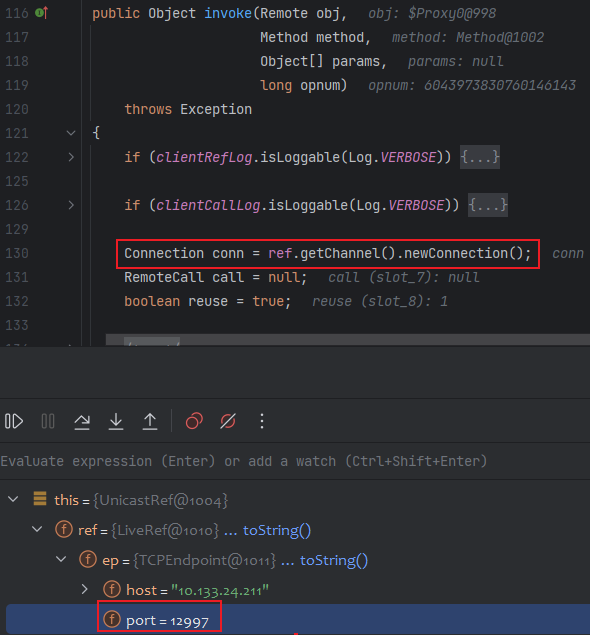 116 public Object invoke(Remote obj, obj: $Proxy0@998
117 Method method, method: Method@1002
118 Object[] params, params: null
119 long opnum) opnum: 6043973830760146143
120 throws Exception
121 {
122 if (clientRefLog.isLoggable(Log.VERBOSE)) {...}
125
126 if (clientCallLog.isLoggable(Log.VERBOSE)) {...}
129
130 Connection conn = ref.getChannel().newConnection(); conn
131 RemoteCall call = null; call (slot_7): null
132 boolean reuse = true; reuse (slot_8): 1
133
Evaluate expression (Enter) or add a watch (Ctrl+Shift+Enter)
this = {UnicastRef@1004}
f ref = {LiveRef@1010} ... toString()
f ep = {TCPEndpoint@1011} ... toString()
f host = "10.133.24.211"
f port = 12997